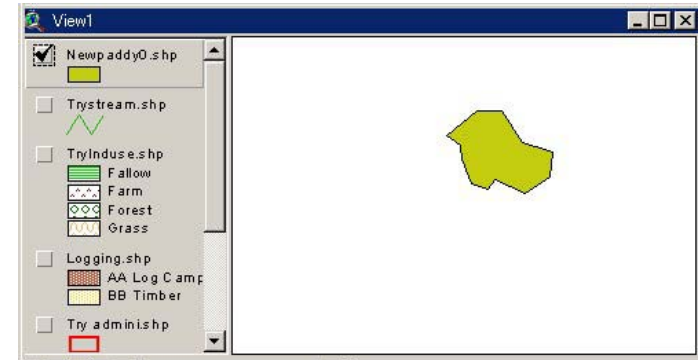 View1
Newpaddy0.shp
Trystream.shp
Trylnduse.shp
Fallow
Farm
Forest
Grass
Logging.shp
AA Log Camp
BB Timber
Try admini.shp